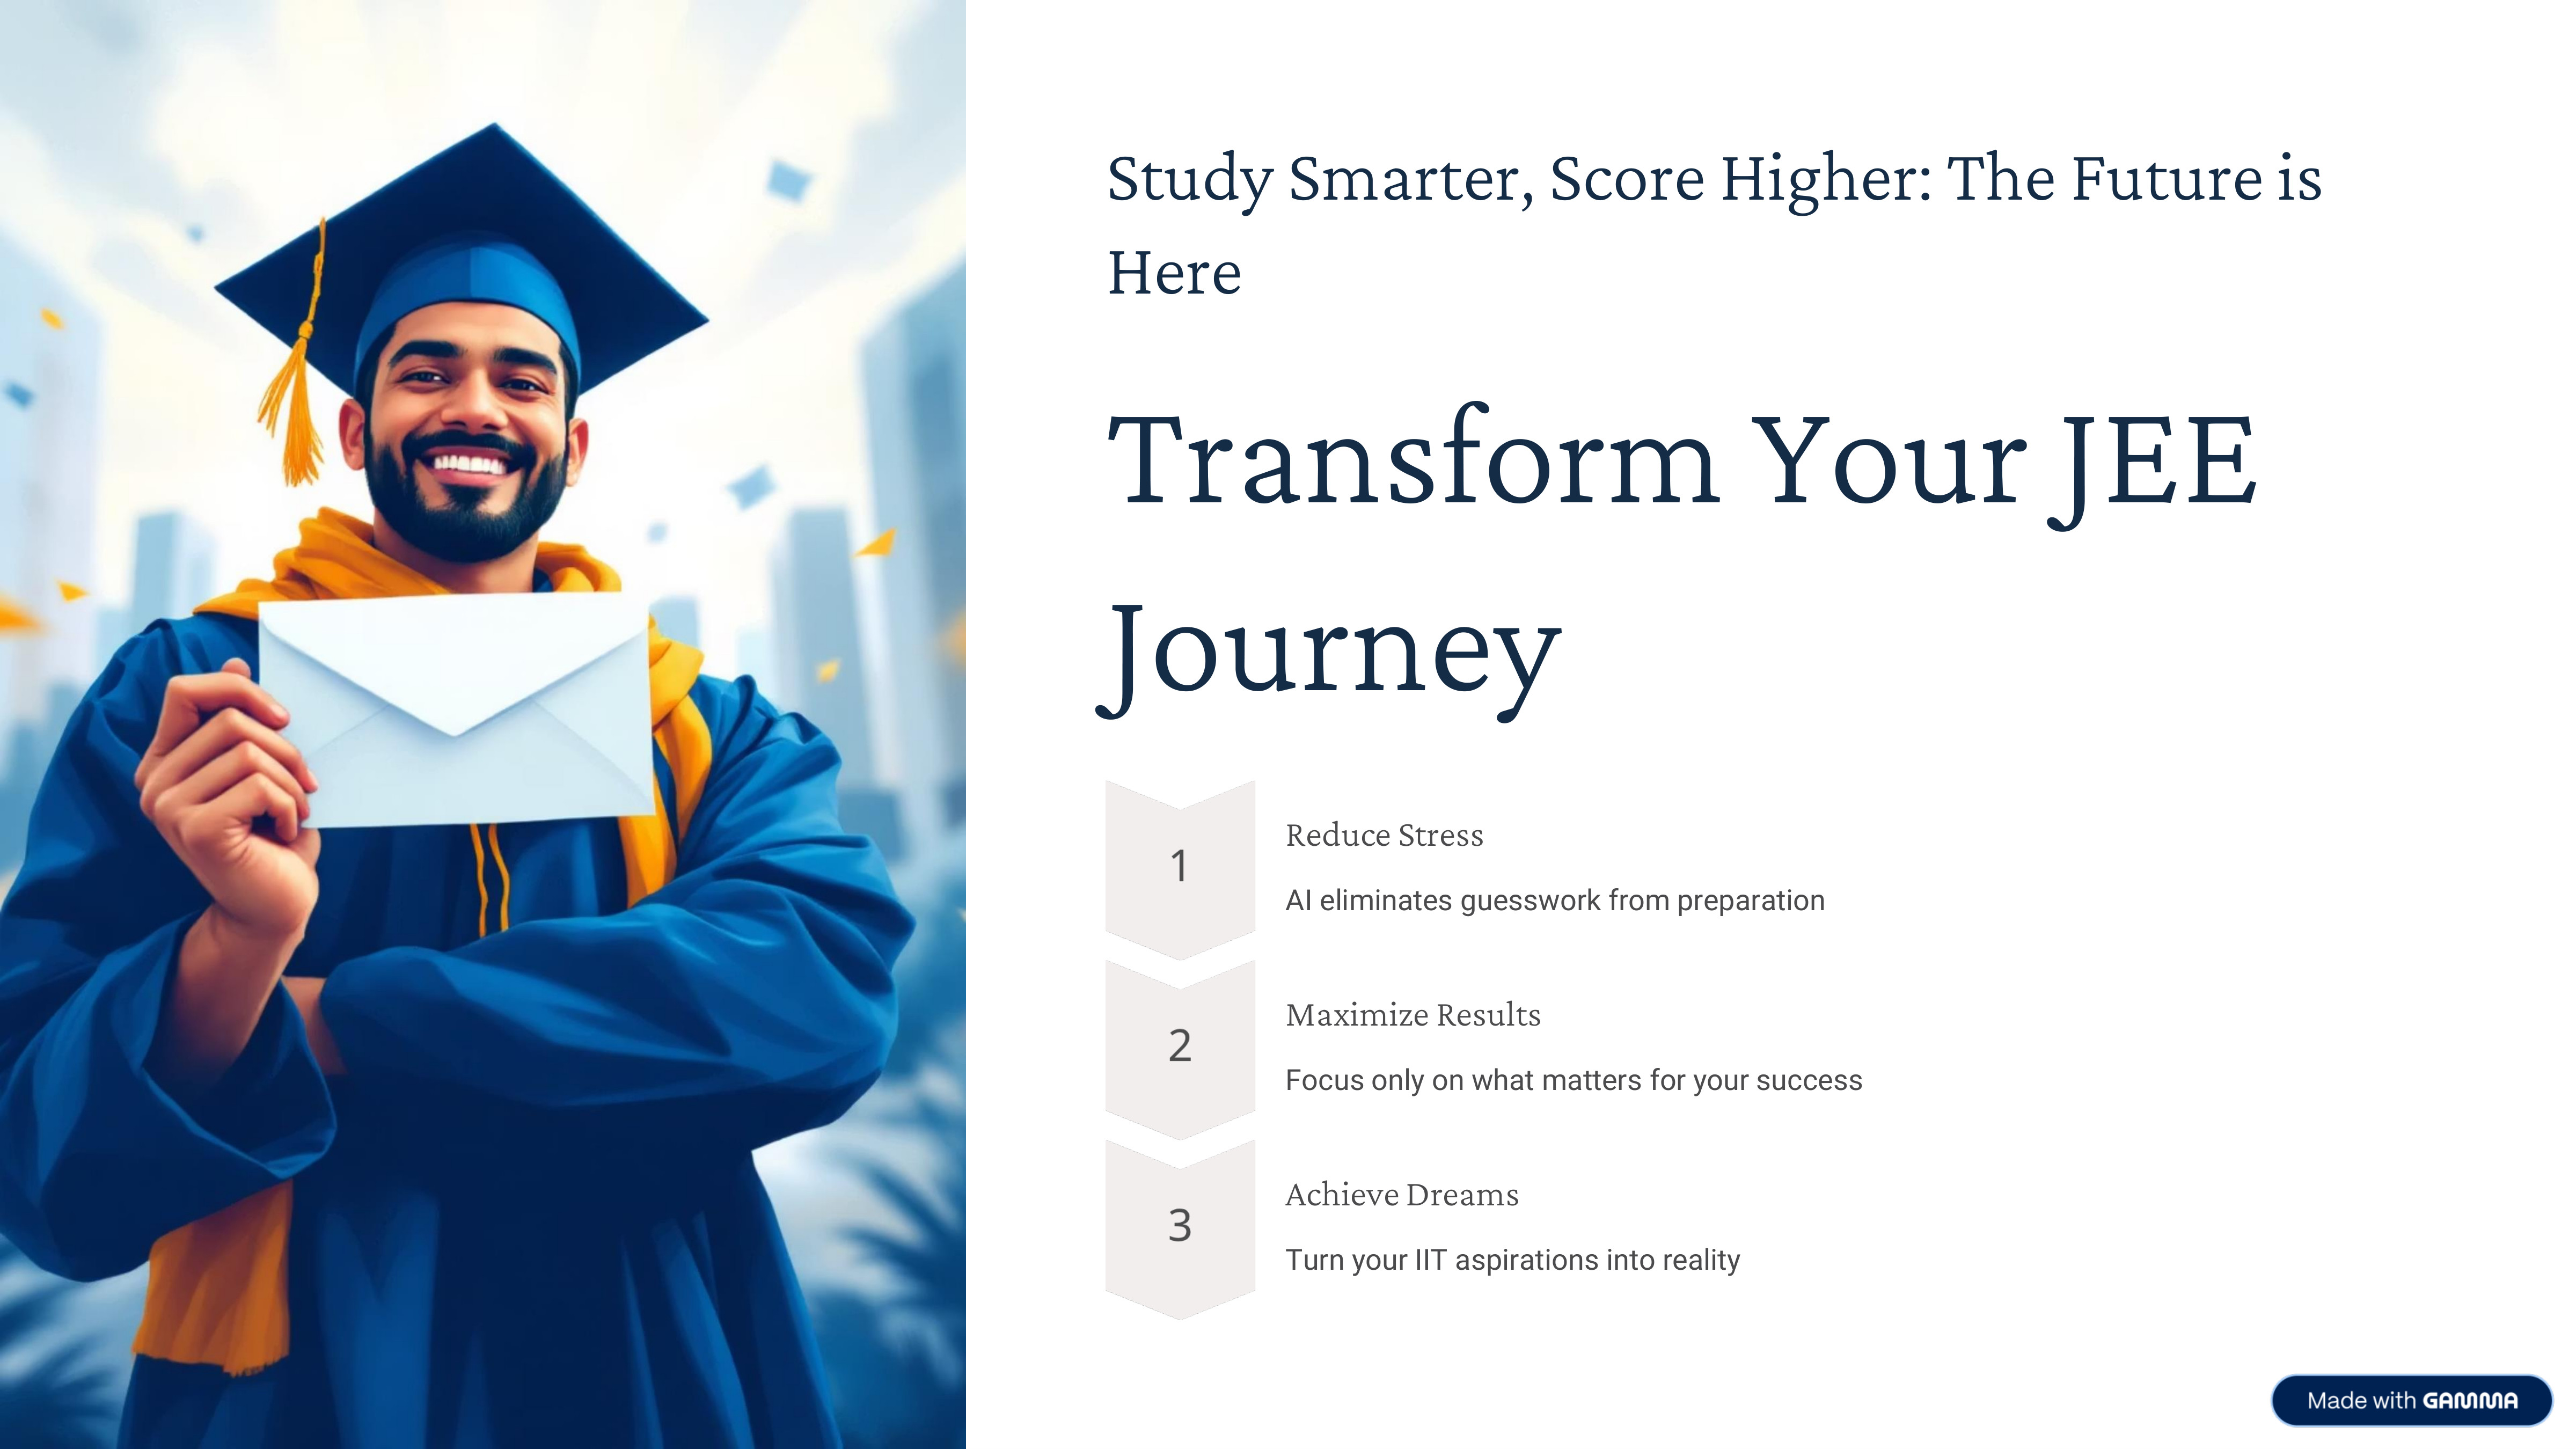 Study Smarter, Score Higher: The Future is
Here
Transform Your JEE
Journey
1
Reduce Stress
AI eliminates guesswork from preparation
2
Maximize Results
Focus only on what matters for your success
3
Achieve Dreams
Turn your IIT aspirations into reality
Made with GAMMA